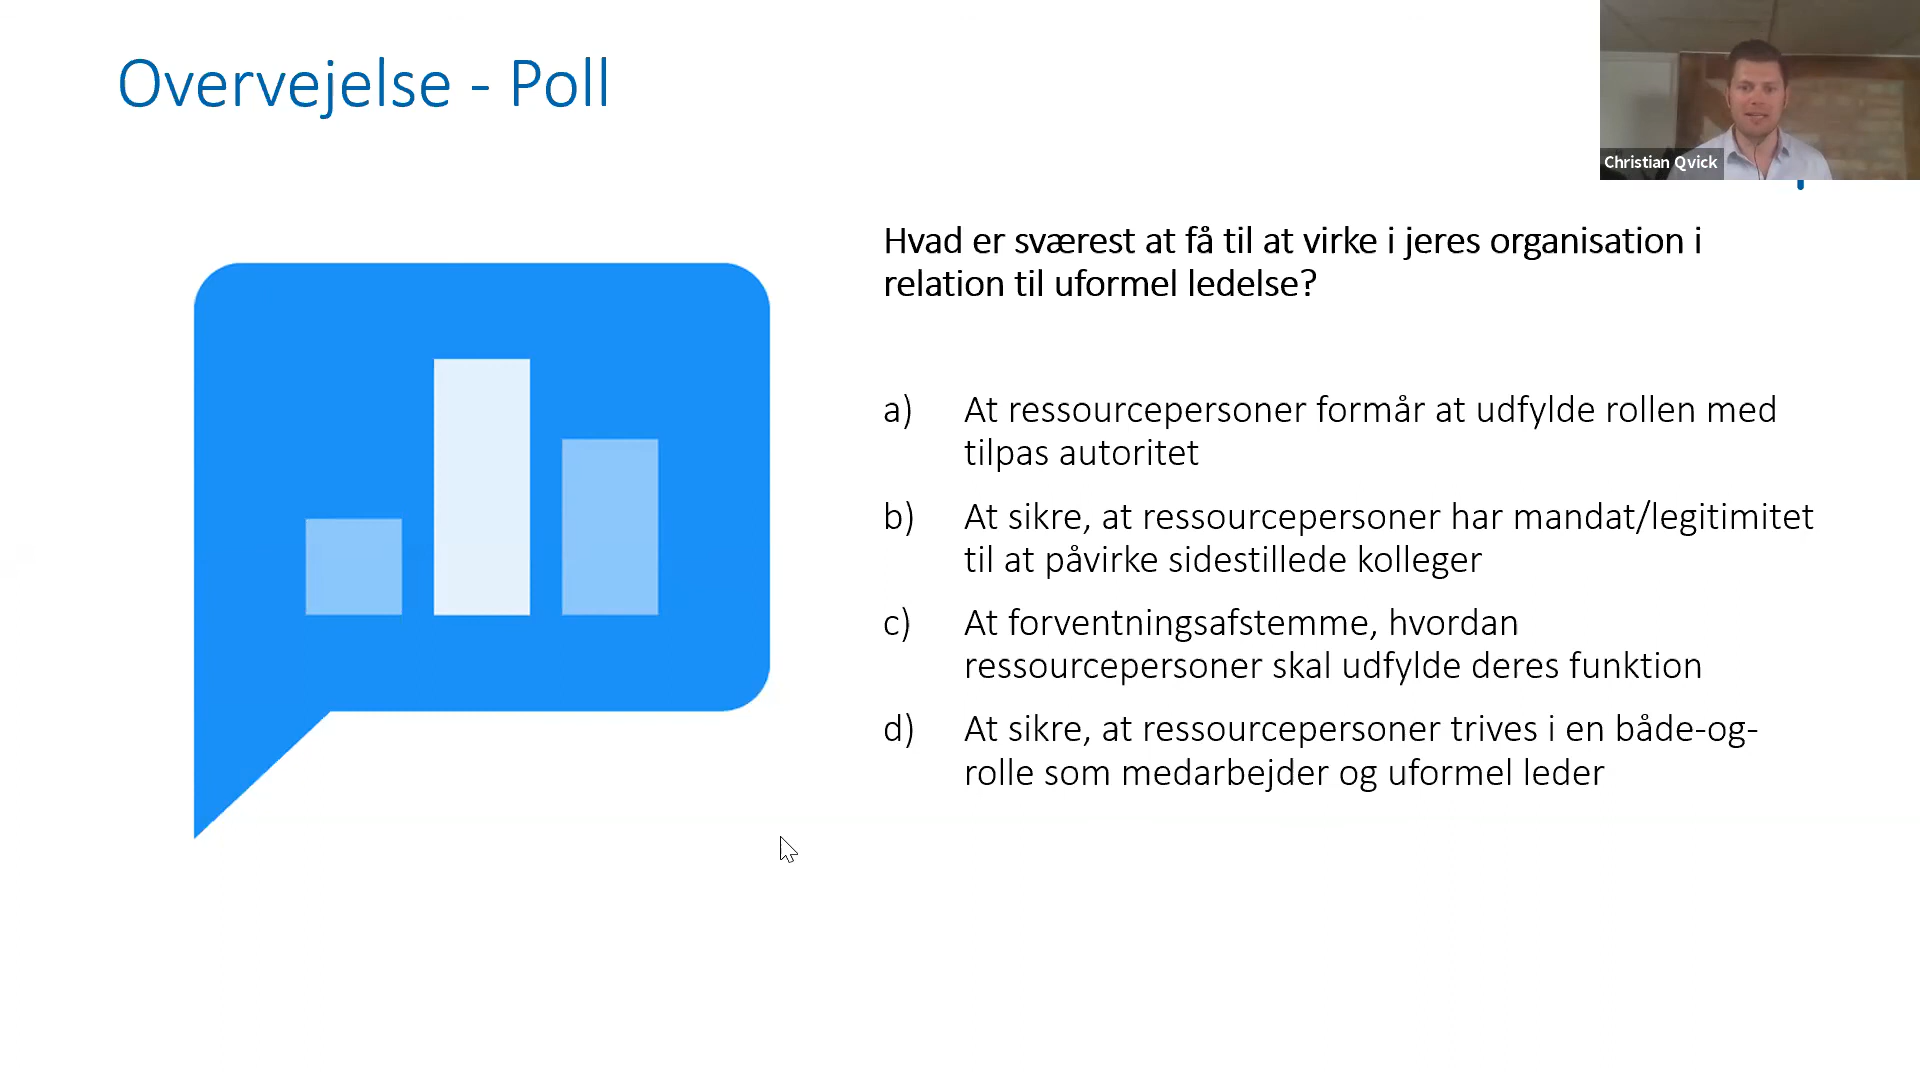 Overvejelse - Poll
Christian Qvick
Hvad er sværest at få til at virke i jeres organisation i
relation til uformel ledelse?
a) At ressourcepersoner formår at udfylde rollen med
tilpas autoritet
b) At sikre, at ressourcepersoner har mandat/legitimitet
til at påvirke sidestillede kolleger
c) At forventningsafstemme, hvordan
ressourcepersoner skal udfylde deres funktion
d) At sikre, at ressourcepersoner trives i en både-og-
rolle som medarbejder og uformel leder